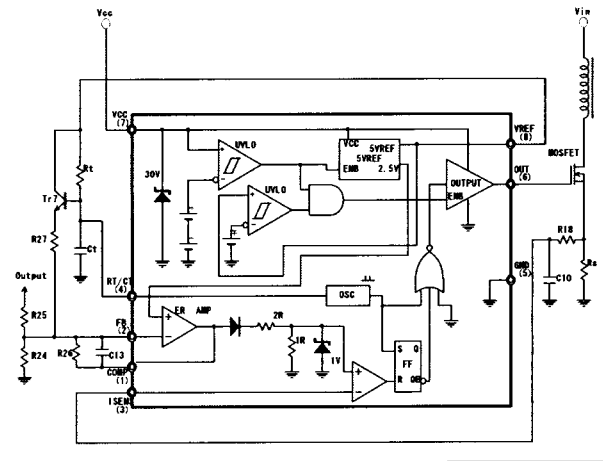 Vcc
Vin
VCC
(7)
VREF
(8)
UVLO
VCC
5VREF
5VREF
ENB 2.5V
MOSFET
Rt
30V
UVLO
OUT
(6)
OUTPUT
ENB
Tr7
R27
Ct
R18
Rs
C10
GND
(5)
Output
RT/CT
(4)
OSC
R25
FB
(2)
ER AMP
2R
1R
1V
R24
R26
C13
COMP
(1)
S Q
FF
R QB
ISEN
(3)